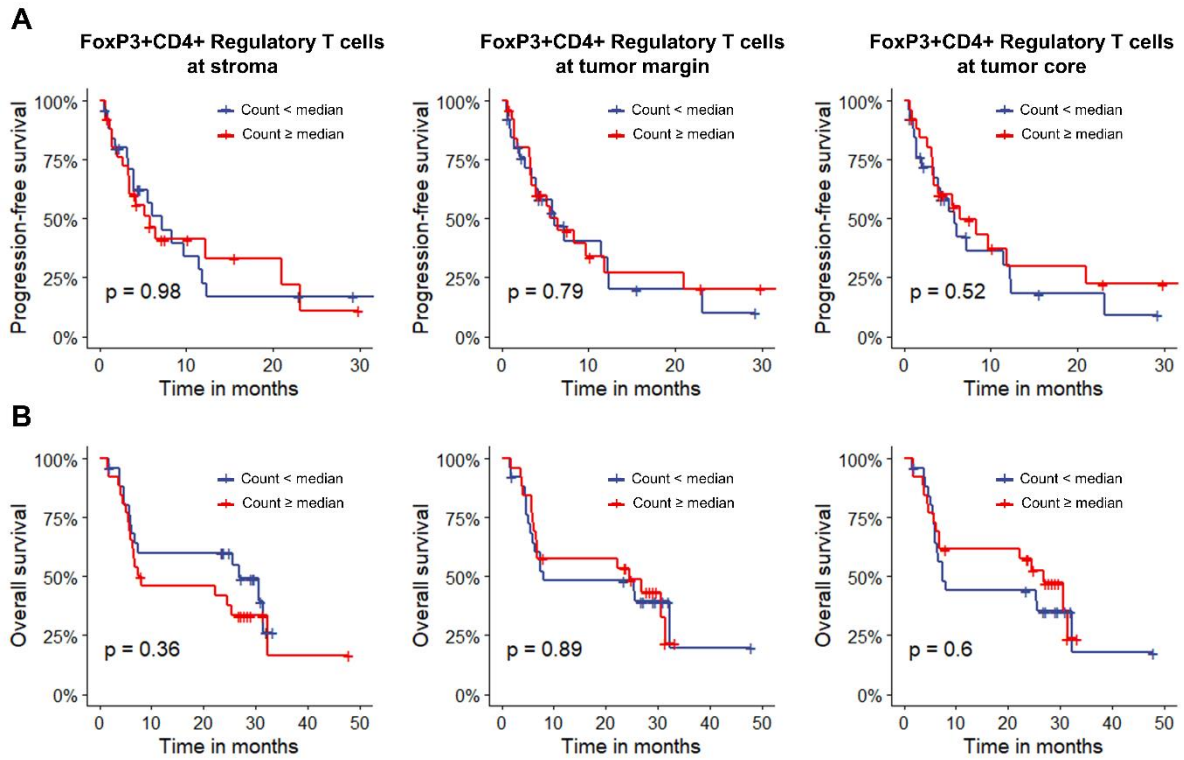 A
FoxP3+CD4+ Regulatory T cells
at stroma
FoxP3+CD4+ Regulatory T cells
at tumor margin
FoxP3+CD4+ Regulatory T cells
at tumor core
Progression-free survival
100%
75%
50%
25%
0%
Count < median
Count ≥ median
p = 0.98
0 10 20 30
Time in months
Progression-free survival
100%
75%
50%
25%
0%
Count < median
Count ≥ median
p = 0.79
0 10 20 30
Time in months
Progression-free survival
100%
75%
50%
25%
0%
Count < median
Count ≥ median
p = 0.52
0 10 20 30
Time in months
B
Overall survival
100%
75%
50%
25%
0%
Count < median
Count ≥ median
p = 0.36
0 10 20 30 40 50
Time in months
Overall survival
100%
75%
50%
25%
0%
Count < median
Count ≥ median
p = 0.89
0 10 20 30 40 50
Time in months
Overall survival
100%
75%
50%
25%
0%
Count < median
Count ≥ median
p = 0.6
0 10 20 30 40 50
Time in months